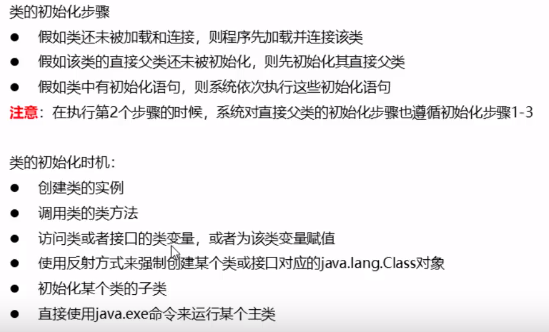 类的初始化步骤
● 假如类还未被加载和连接，则程序先加载并连接该类
● 假如该类的直接父类还未被初始化，则先初始化其直接父类
● 假如类中有初始化语句，则系统依次执行这些初始化语句
注意：在执行第2个步骤的时候，系统对直接父类的初始化步骤也遵循初始化步骤1-3
类的初始化时机：
● 创建类的实例
● 调用类的类方法
● 访问类或者接口的类变量，或者为该类变量赋值
● 使用反射方式来强制创建某个类或接口对应的java.lang.Class对象
● 初始化某个类的子类
● 直接使用java.exe命令来运行某个主类